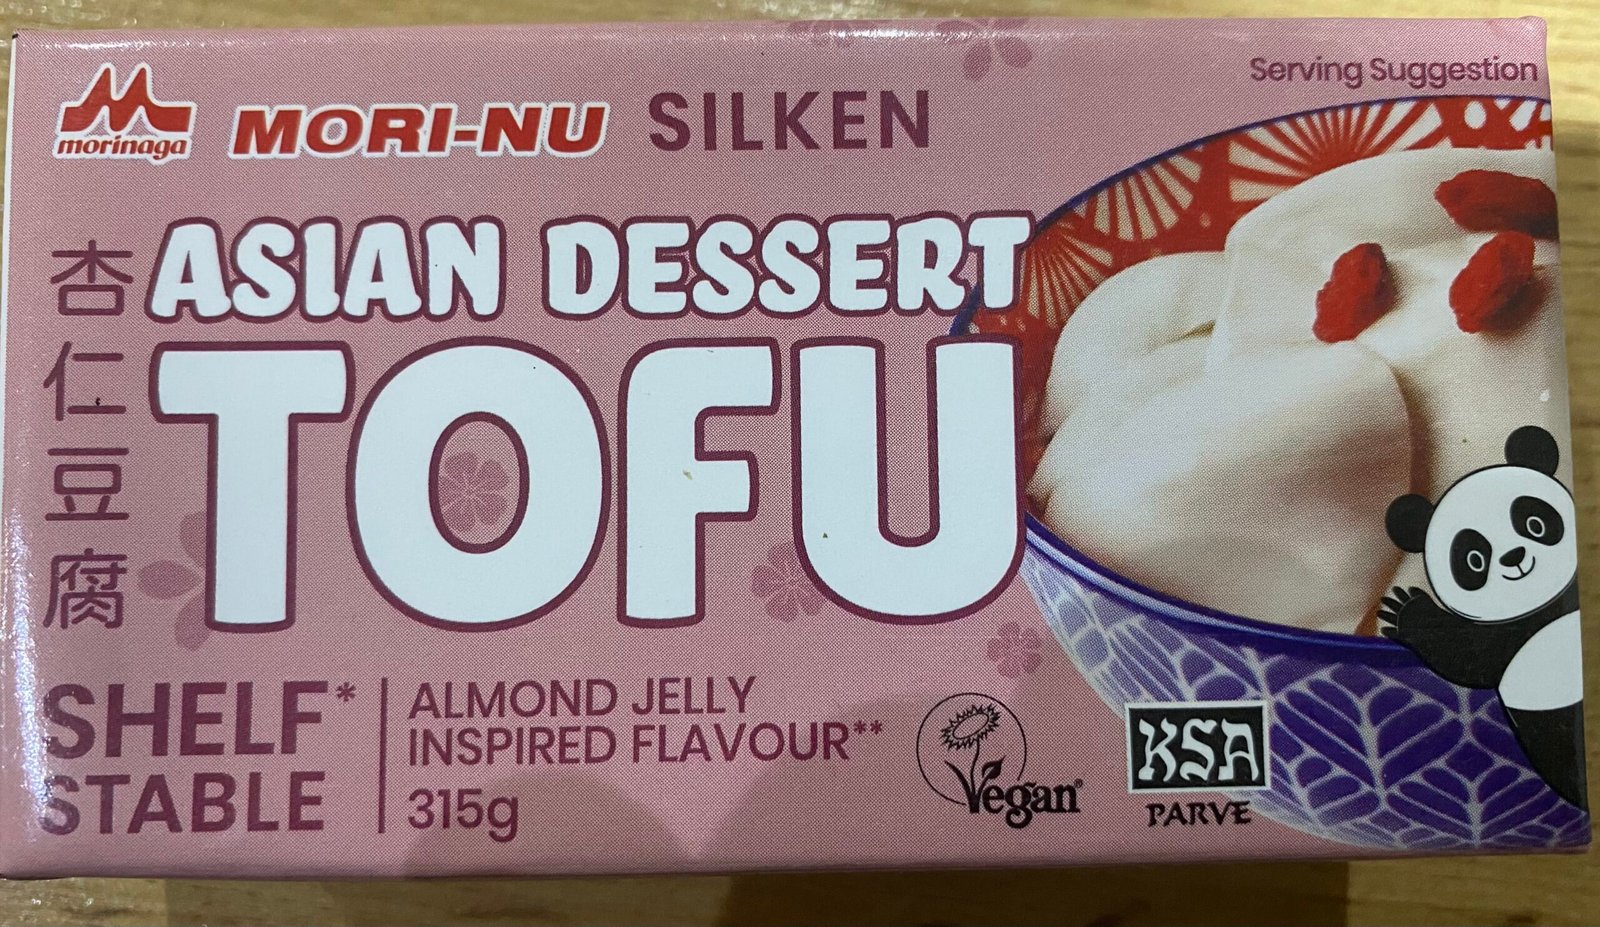 Serving Suggestion
morinaga
MORI-NU SILKEN
ASIAN DESSERT
TOFU
杏仁豆腐
SHELF*
STABLE
ALMOND JELLY
INSPIRED FLAVOUR**
315g
Vegan®
KSA
PARVE